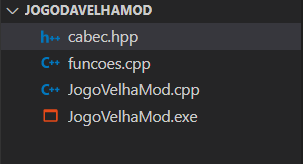 JOGODAVELHAMOD
h++ cabec.hpp
C++ funcoes.cpp
C++ JogoVelhaMod.cpp
JogoVelhaMod.exe